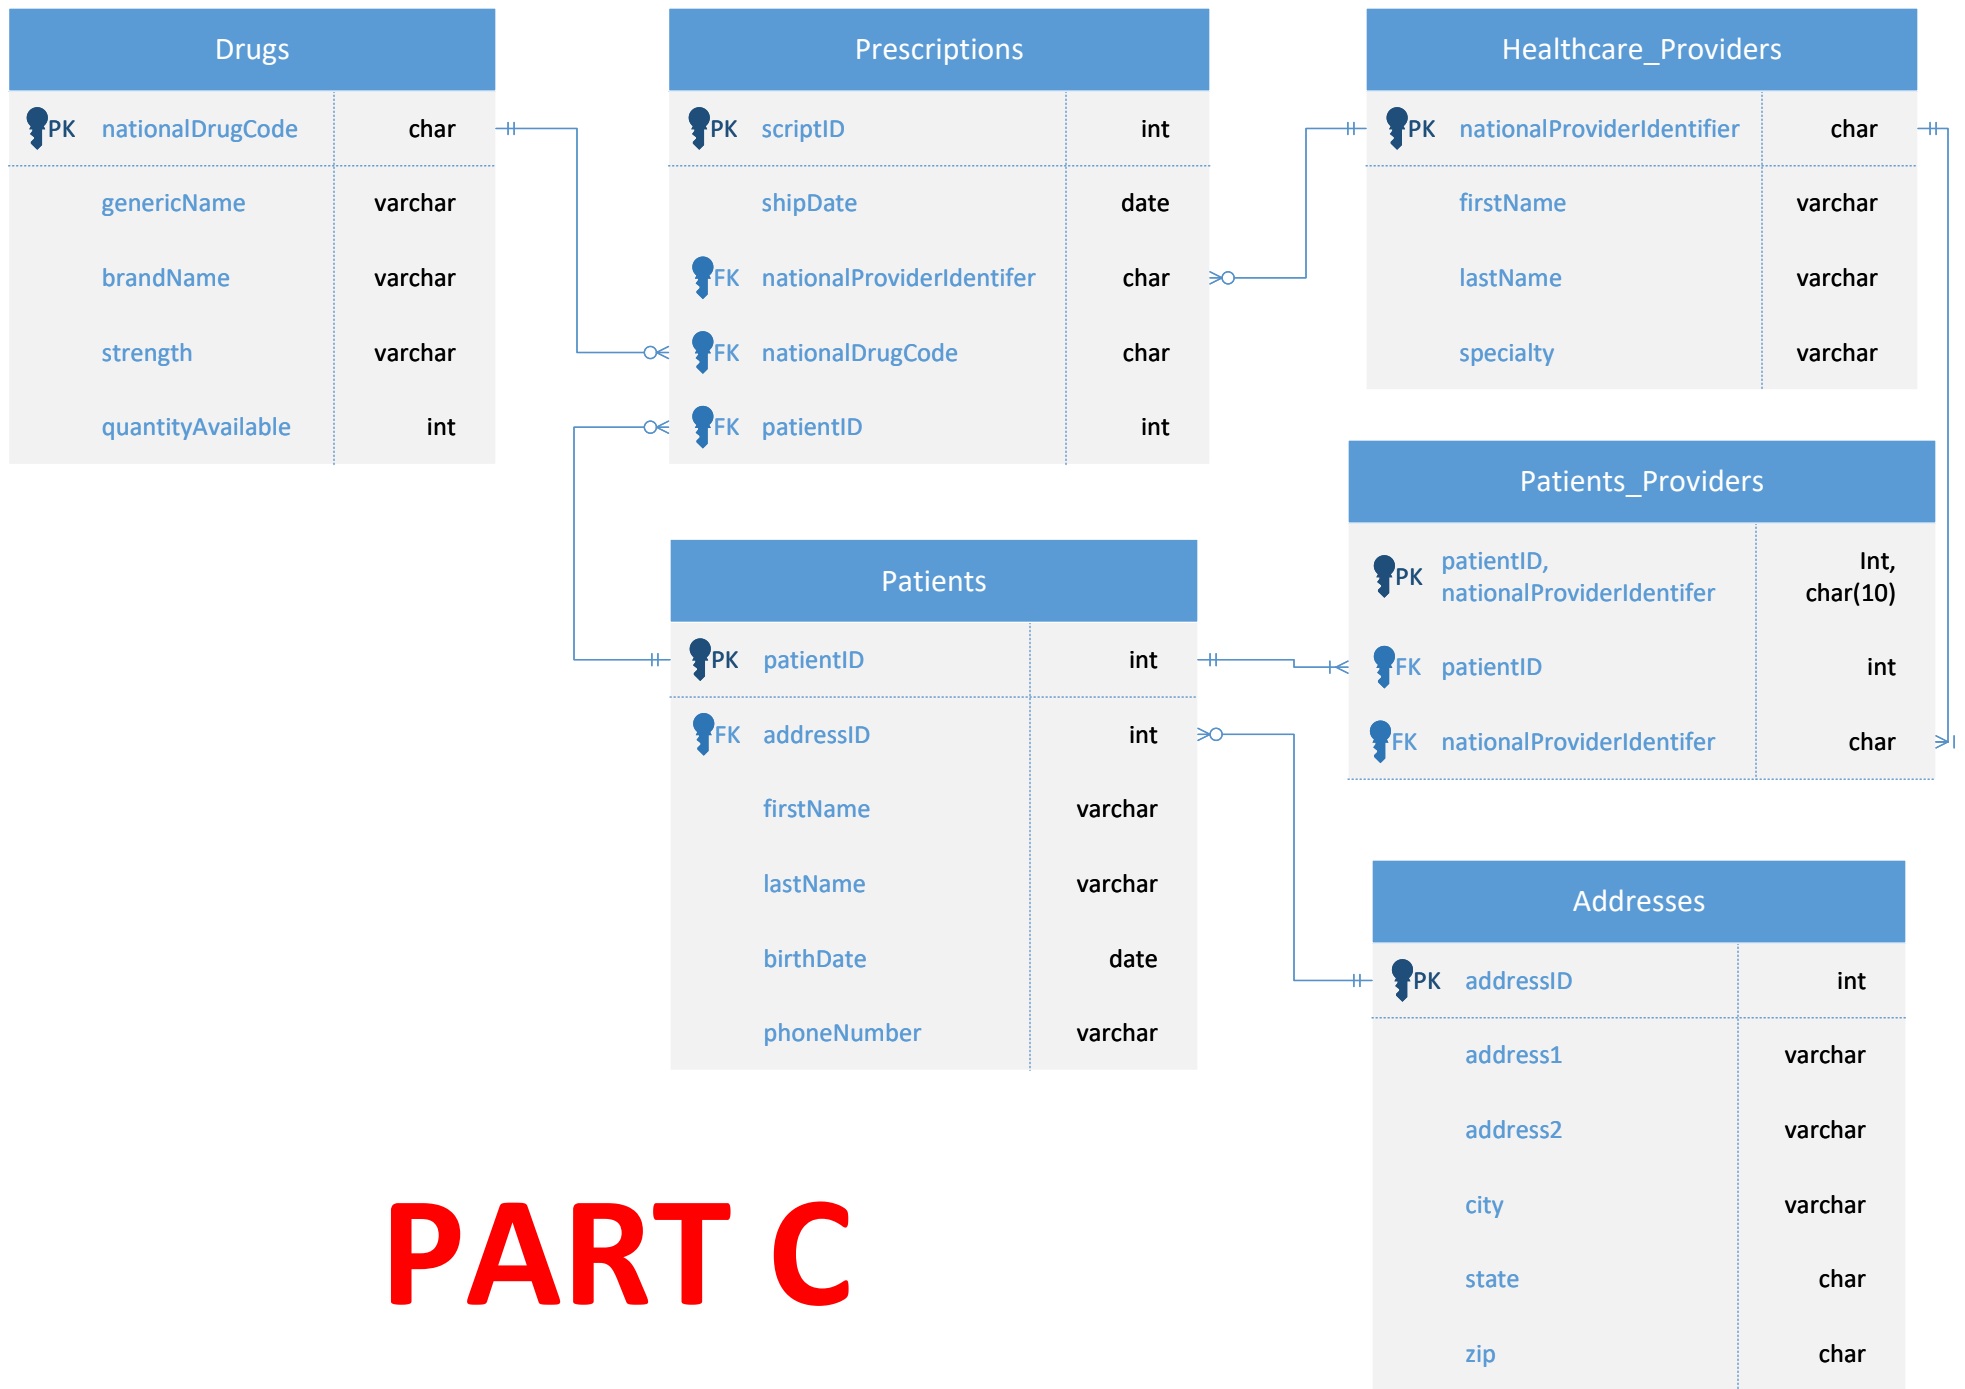 Drugs
PK nationalDrugCode char
genericName varchar
brandName varchar
strength varchar
quantityAvailable int
Prescriptions
PK scriptID int
shipDate date
FK nationalProviderIdentifer char
FK nationalDrugCode char
FK patientID int
Healthcare_Providers
PK nationalProviderIdentifier char
firstName varchar
lastName varchar
specialty varchar
Patients_Providers
PK patientID, Int,
nationalProviderIdentifer char(10)
FK patientID int
FK nationalProviderIdentifer char
Patients
PK patientID int
FK addressID int
firstName varchar
lastName varchar
birthDate date
phoneNumber varchar
Addresses
PK addressID int
address1 varchar
address2 varchar
city varchar
state char
zip char
PART C